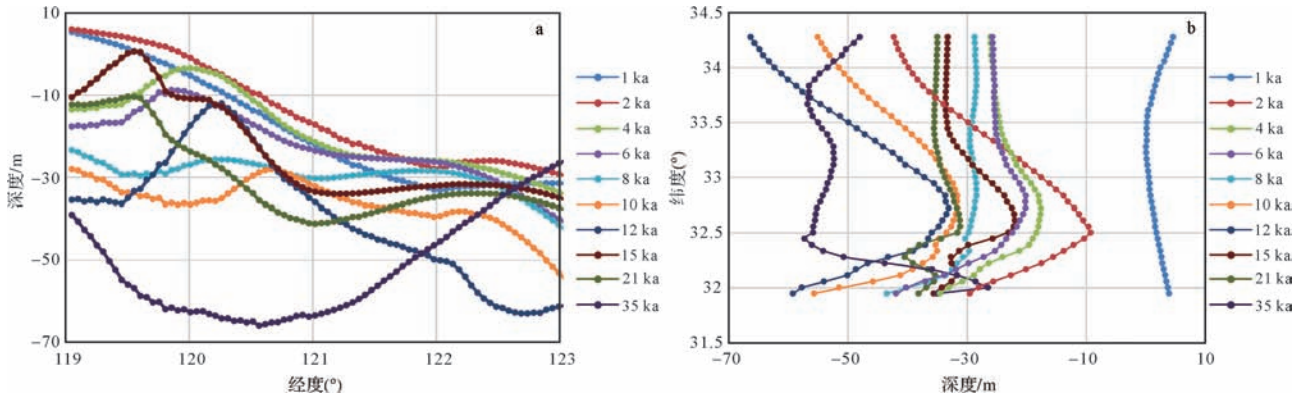 a
10
−10
−30
−50
−70
119
120
121
122
123
深度/m
经度(°)
1 ka
2 ka
4 ka
6 ka
8 ka
10 ka
12 ka
15 ka
21 ka
35 ka
b
34.5
34
33.5
33
32.5
32
31.5
−70
−50
−30
−10
10
纬度(°)
深度/m
1 ka
2 ka
4 ka
6 ka
8 ka
10 ka
12 ka
15 ka
21 ka
35 ka